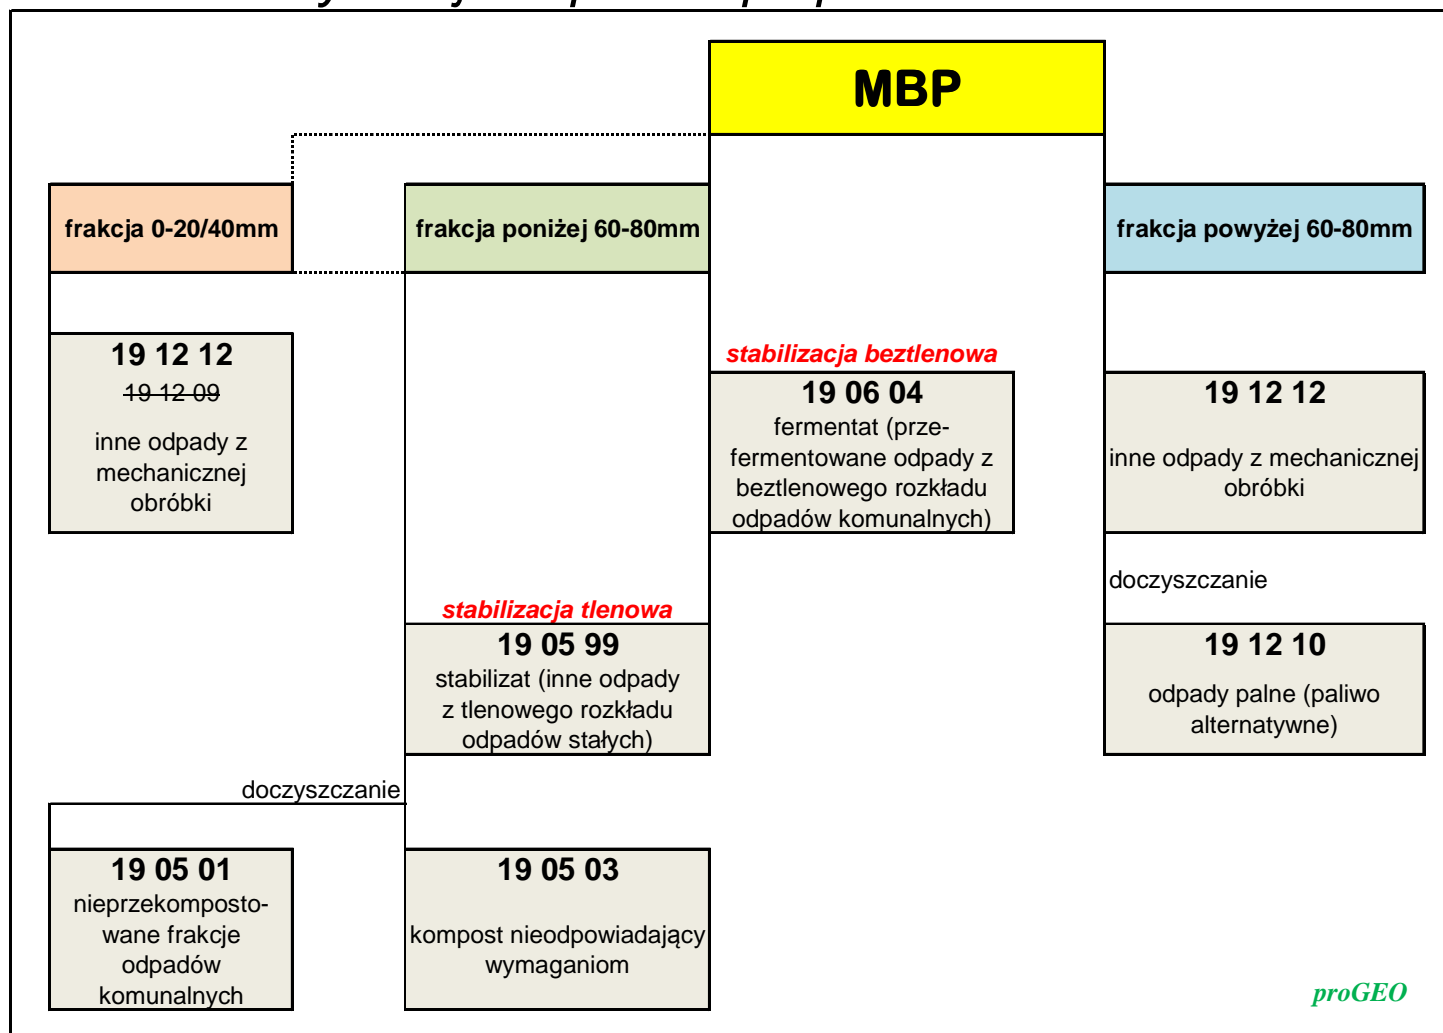 MBP
frakcja 0-20/40mm
frakcja poniżej 60-80mm
frakcja powyżej 60-80mm
19 12 12
19 12 09
inne odpady z
mechanicznej
obróbki
stabilizacja beztlenowa
19 06 04
fermentat (prze-
fermentowane odpady z
beztlenowego rozkładu
odpadów komunalnych)
19 12 12
inne odpady z mechanicznej
obróbki
doczyszczanie
stabilizacja tlenowa
19 05 99
stabilizat (inne odpady
z tlenowego rozkładu
odpadów stałych)
19 12 10
odpady palne (paliwo
alternatywne)
doczyszczanie
19 05 01
nieprzekomposto-
wane frakcje
odpadów
komunalnych
19 05 03
kompost nieodpowiadający
wymaganiom
proGEO